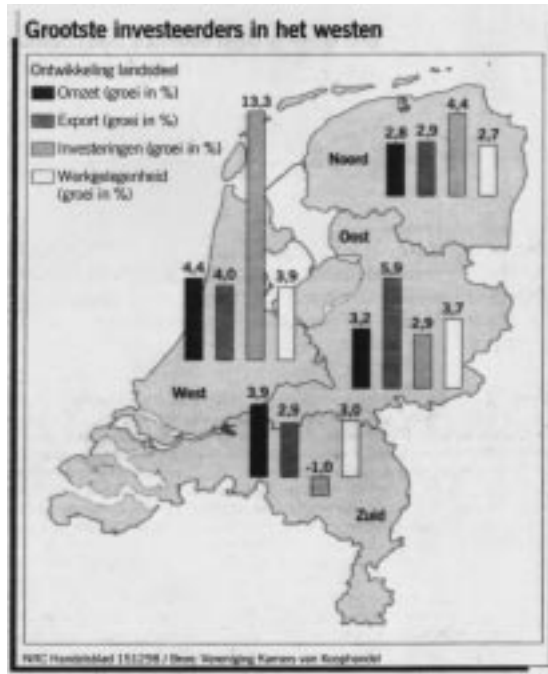 Grootste investeerders in het westen
Ontwikkeling landsdeel
Omzet (groei in %)
Export (groei in %)
Investeringen (groei in %)
Werkgelegenheid
(groei in %)
13,3
2,8
2,9
4,4
2,7
Noord
Oost
4,4
4,0
3,9
3,2
5,9
2,9
3,7
West
3,9
2,9
-1,0
3,0
Zuid
NRC Handelsblad 151298 / Bron: Vereniging Kamers van Koophandel